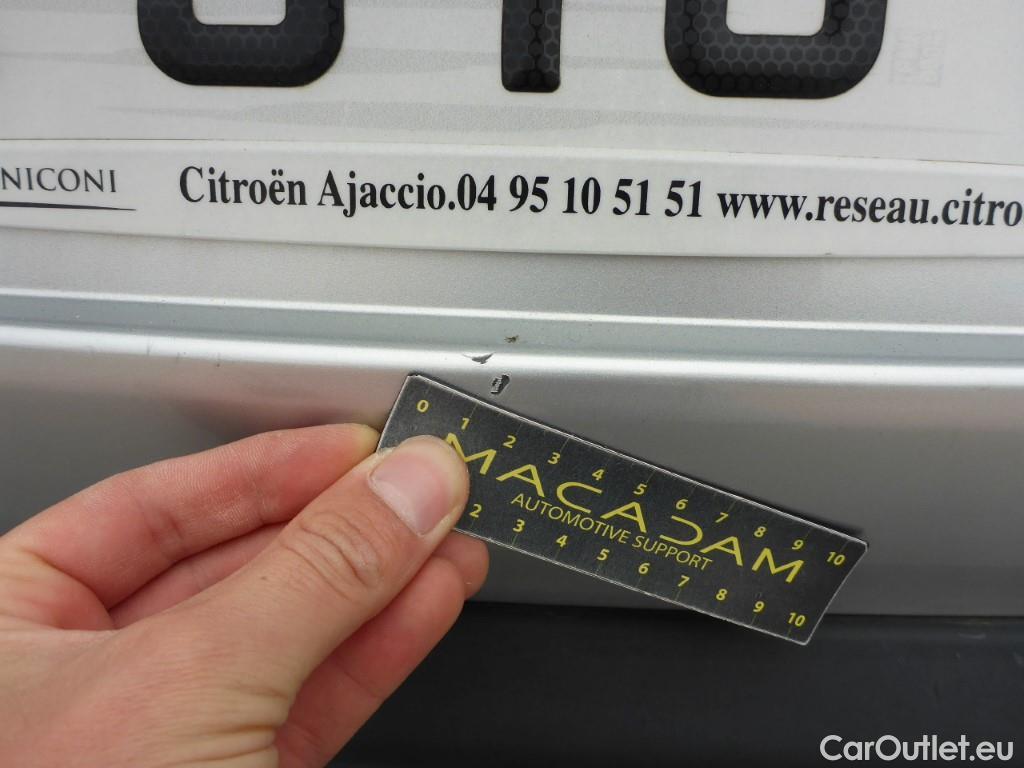 NICONI
Citroën Ajaccio.04 95 10 51 51 www.reseau.citro
0 1 2 3 4 5 6 7 8 9 10
MACADAM
AUTOMOTIVE SUPPORT
2 3 4 5 6 7 8 9 10
CarOutlet.eu